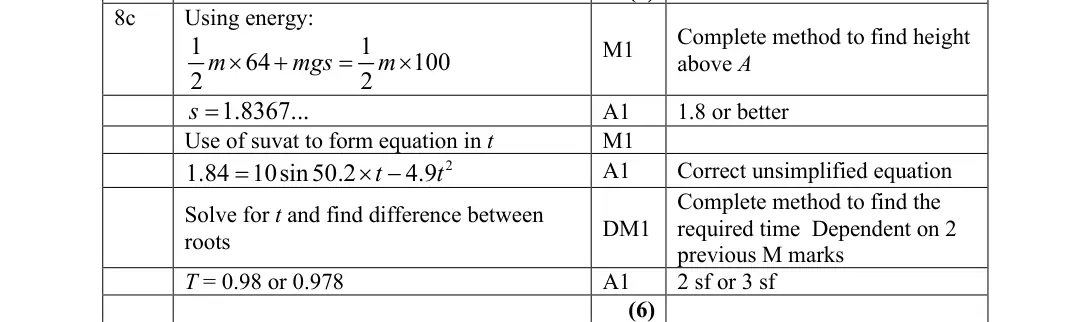 8c Using energy:
1/2 m × 64 + mgs = 1/2 m × 100 M1 Complete method to find height
above A
s = 1.8367... A1 1.8 or better
Use of suvat to form equation in t M1
1.84 = 10 sin 50.2 × t − 4.9t² A1 Correct unsimplified equation
Solve for t and find difference between
roots DM1 Complete method to find the
required time Dependent on 2
previous M marks
T = 0.98 or 0.978 A1 2 sf or 3 sf
(6)